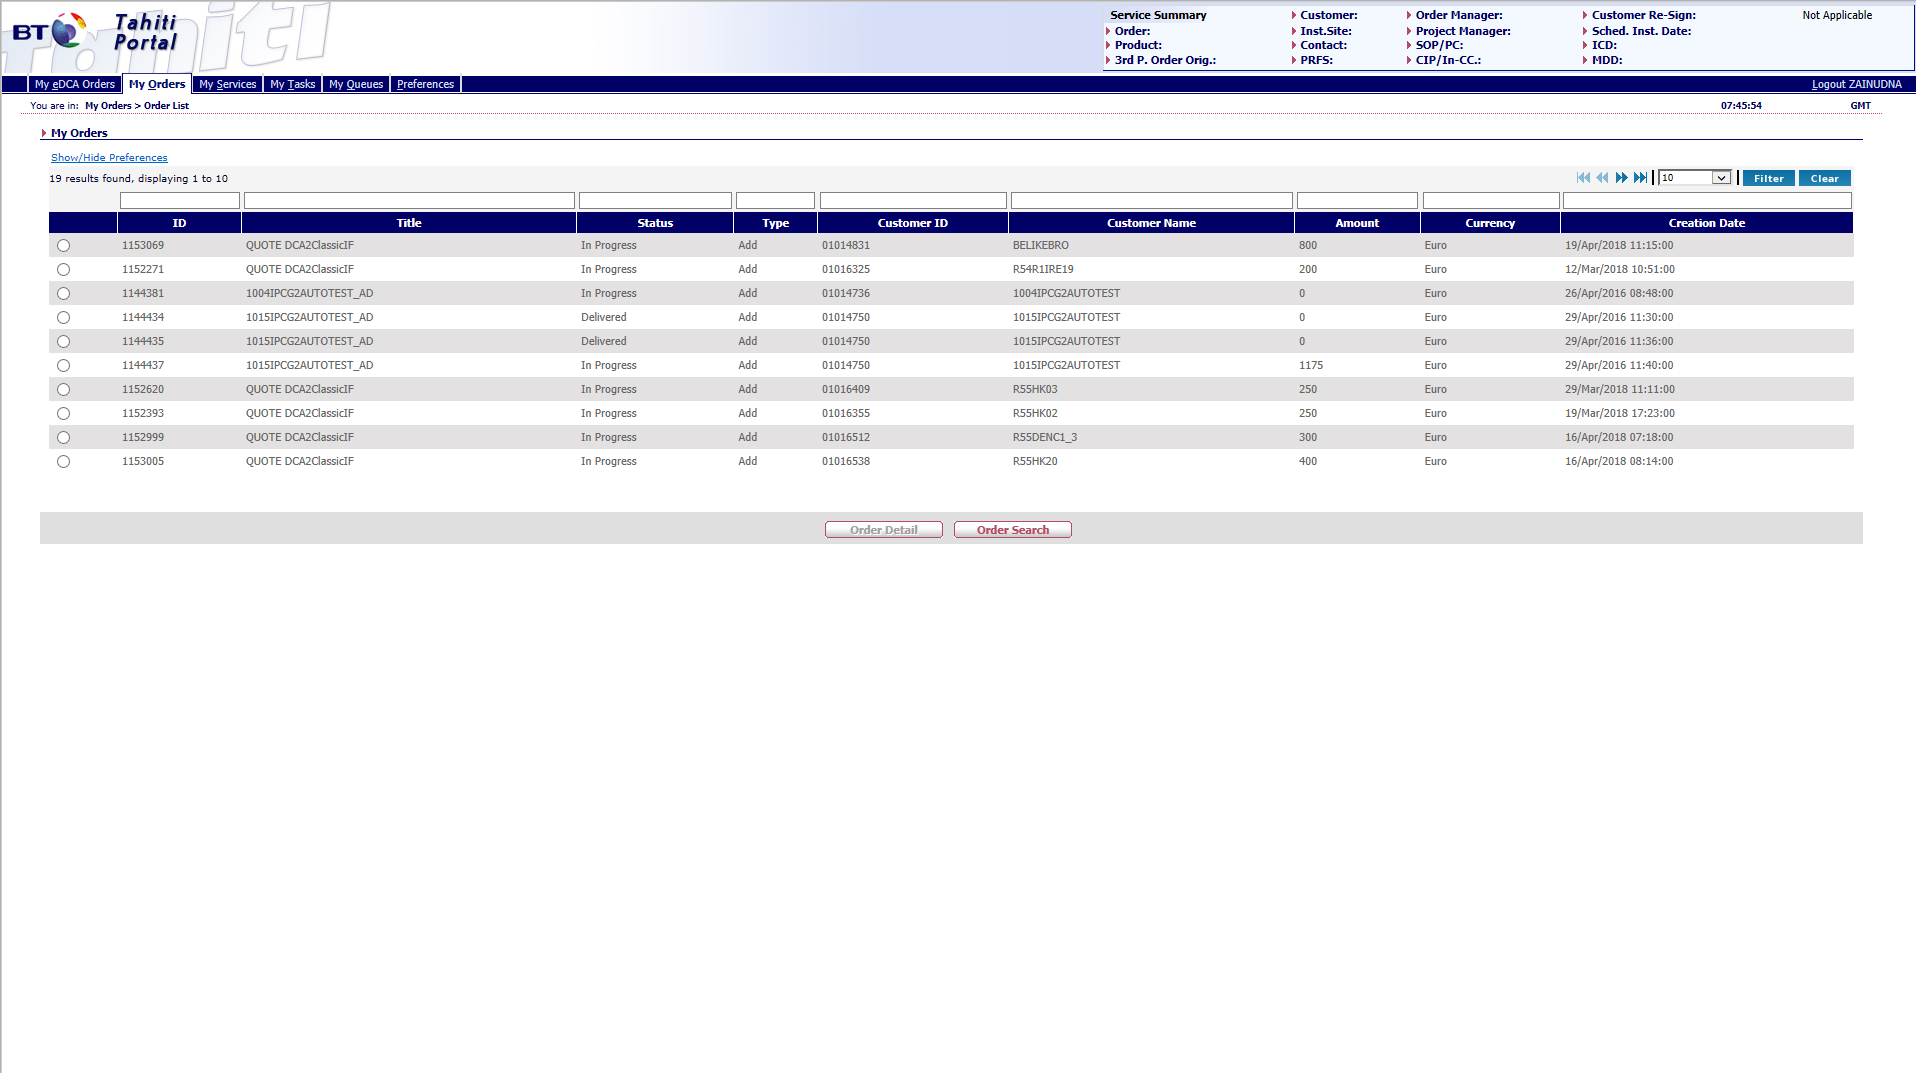 BT Tahiti Portal
Service Summary
Order:
Product:
3rd P. Order Orig.:
Customer:
Inst.Site:
Contact:
PRFS:
Order Manager:
Project Manager:
SOP/PC:
CIP/In-CC.:
Customer Re-Sign: Not Applicable
Sched. Inst. Date:
ICD:
MDD:
My eDCA Orders My Orders My Services My Tasks My Queues Preferences Logout ZAINUDNA
You are in: My Orders > Order List 07:45:54 GMT
My Orders
Show/Hide Preferences
19 results found, displaying 1 to 10 10 Filter Clear
ID Title Status Type Customer ID Customer Name Amount Currency Creation Date
1153069 QUOTE DCA2ClassicIF In Progress Add 01014831 BELIKEBRO 800 Euro 19/Apr/2018 11:15:00
1152271 QUOTE DCA2ClassicIF In Progress Add 01016325 R54R1IRE19 200 Euro 12/Mar/2018 10:51:00
1144381 1004IPCG2AUTOTEST_AD In Progress Add 01014736 1004IPCG2AUTOTEST 0 Euro 26/Apr/2016 08:48:00
1144434 1015IPCG2AUTOTEST_AD Delivered Add 01014750 1015IPCG2AUTOTEST 0 Euro 29/Apr/2016 11:30:00
1144435 1015IPCG2AUTOTEST_AD Delivered Add 01014750 1015IPCG2AUTOTEST 0 Euro 29/Apr/2016 11:36:00
1144437 1015IPCG2AUTOTEST_AD In Progress Add 01014750 1015IPCG2AUTOTEST 1175 Euro 29/Apr/2016 11:40:00
1152620 QUOTE DCA2ClassicIF In Progress Add 01016409 R55HK03 250 Euro 29/Mar/2018 11:11:00
1152393 QUOTE DCA2ClassicIF In Progress Add 01016355 R55HK02 250 Euro 19/Mar/2018 17:23:00
1152999 QUOTE DCA2ClassicIF In Progress Add 01016512 R55DENC1_3 300 Euro 16/Apr/2018 07:18:00
1153005 QUOTE DCA2ClassicIF In Progress Add 01016538 R55HK20 400 Euro 16/Apr/2018 08:14:00
Order Detail Order Search